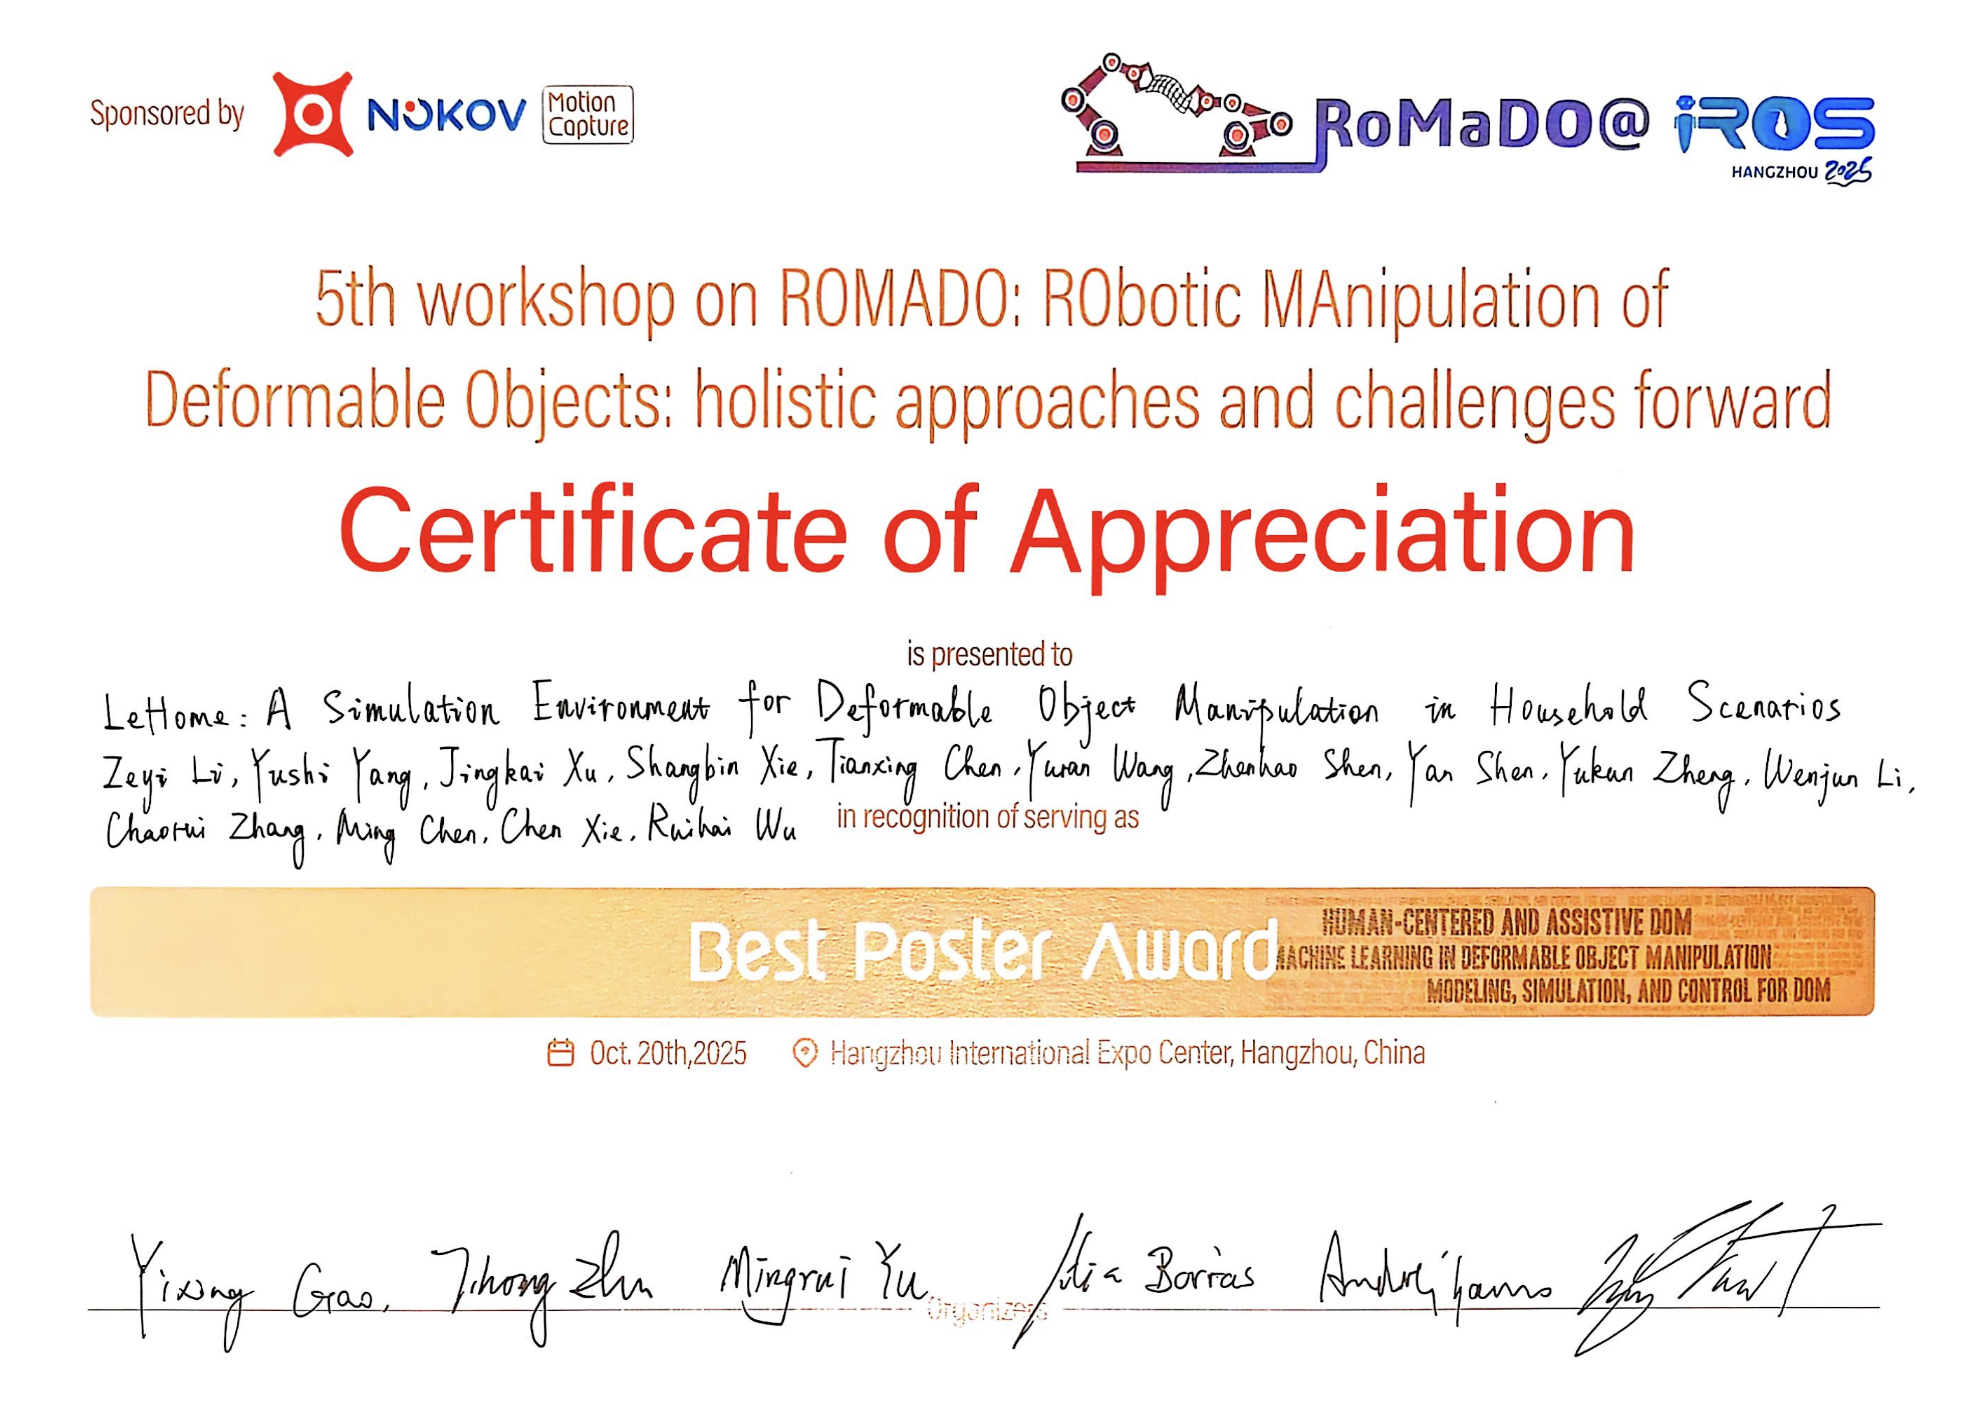 Sponsored by NOKOV Motion Capture
RoMaDO@ IROS
HANGZHOU 2025
5th workshop on ROMADO: RObotic MAnipulation of
Deformable Objects: holistic approaches and challenges forward
Certificate of Appreciation
is presented to
LeHome: A Simulation Environment for Deformable Object Manipulation in Household Scenarios
Zeyi Li, Yushi Yang, Jingkai Xu, Shangbin Xie, Tianxing Chen, Yuran Wang, Zhenhao Shen, Yan Shen, Yukun Zheng, Wenjun Li,
Chaorui Zhang, Ming Chen, Chen Xie, Ruihai Wu
in recognition of serving as
Best Poster Award
HUMAN-CENTERED AND ASSISTIVE DOM
MACHINE LEARNING IN DEFORMABLE OBJECT MANIPULATION
MODELING, SIMULATION, AND CONTROL FOR DOM
Oct. 20th,2025 Hangzhou International Expo Center, Hangzhou, China
Yixing Gao, Jihong Zhu Mingrui Yu Júlia Borràs
Organizers